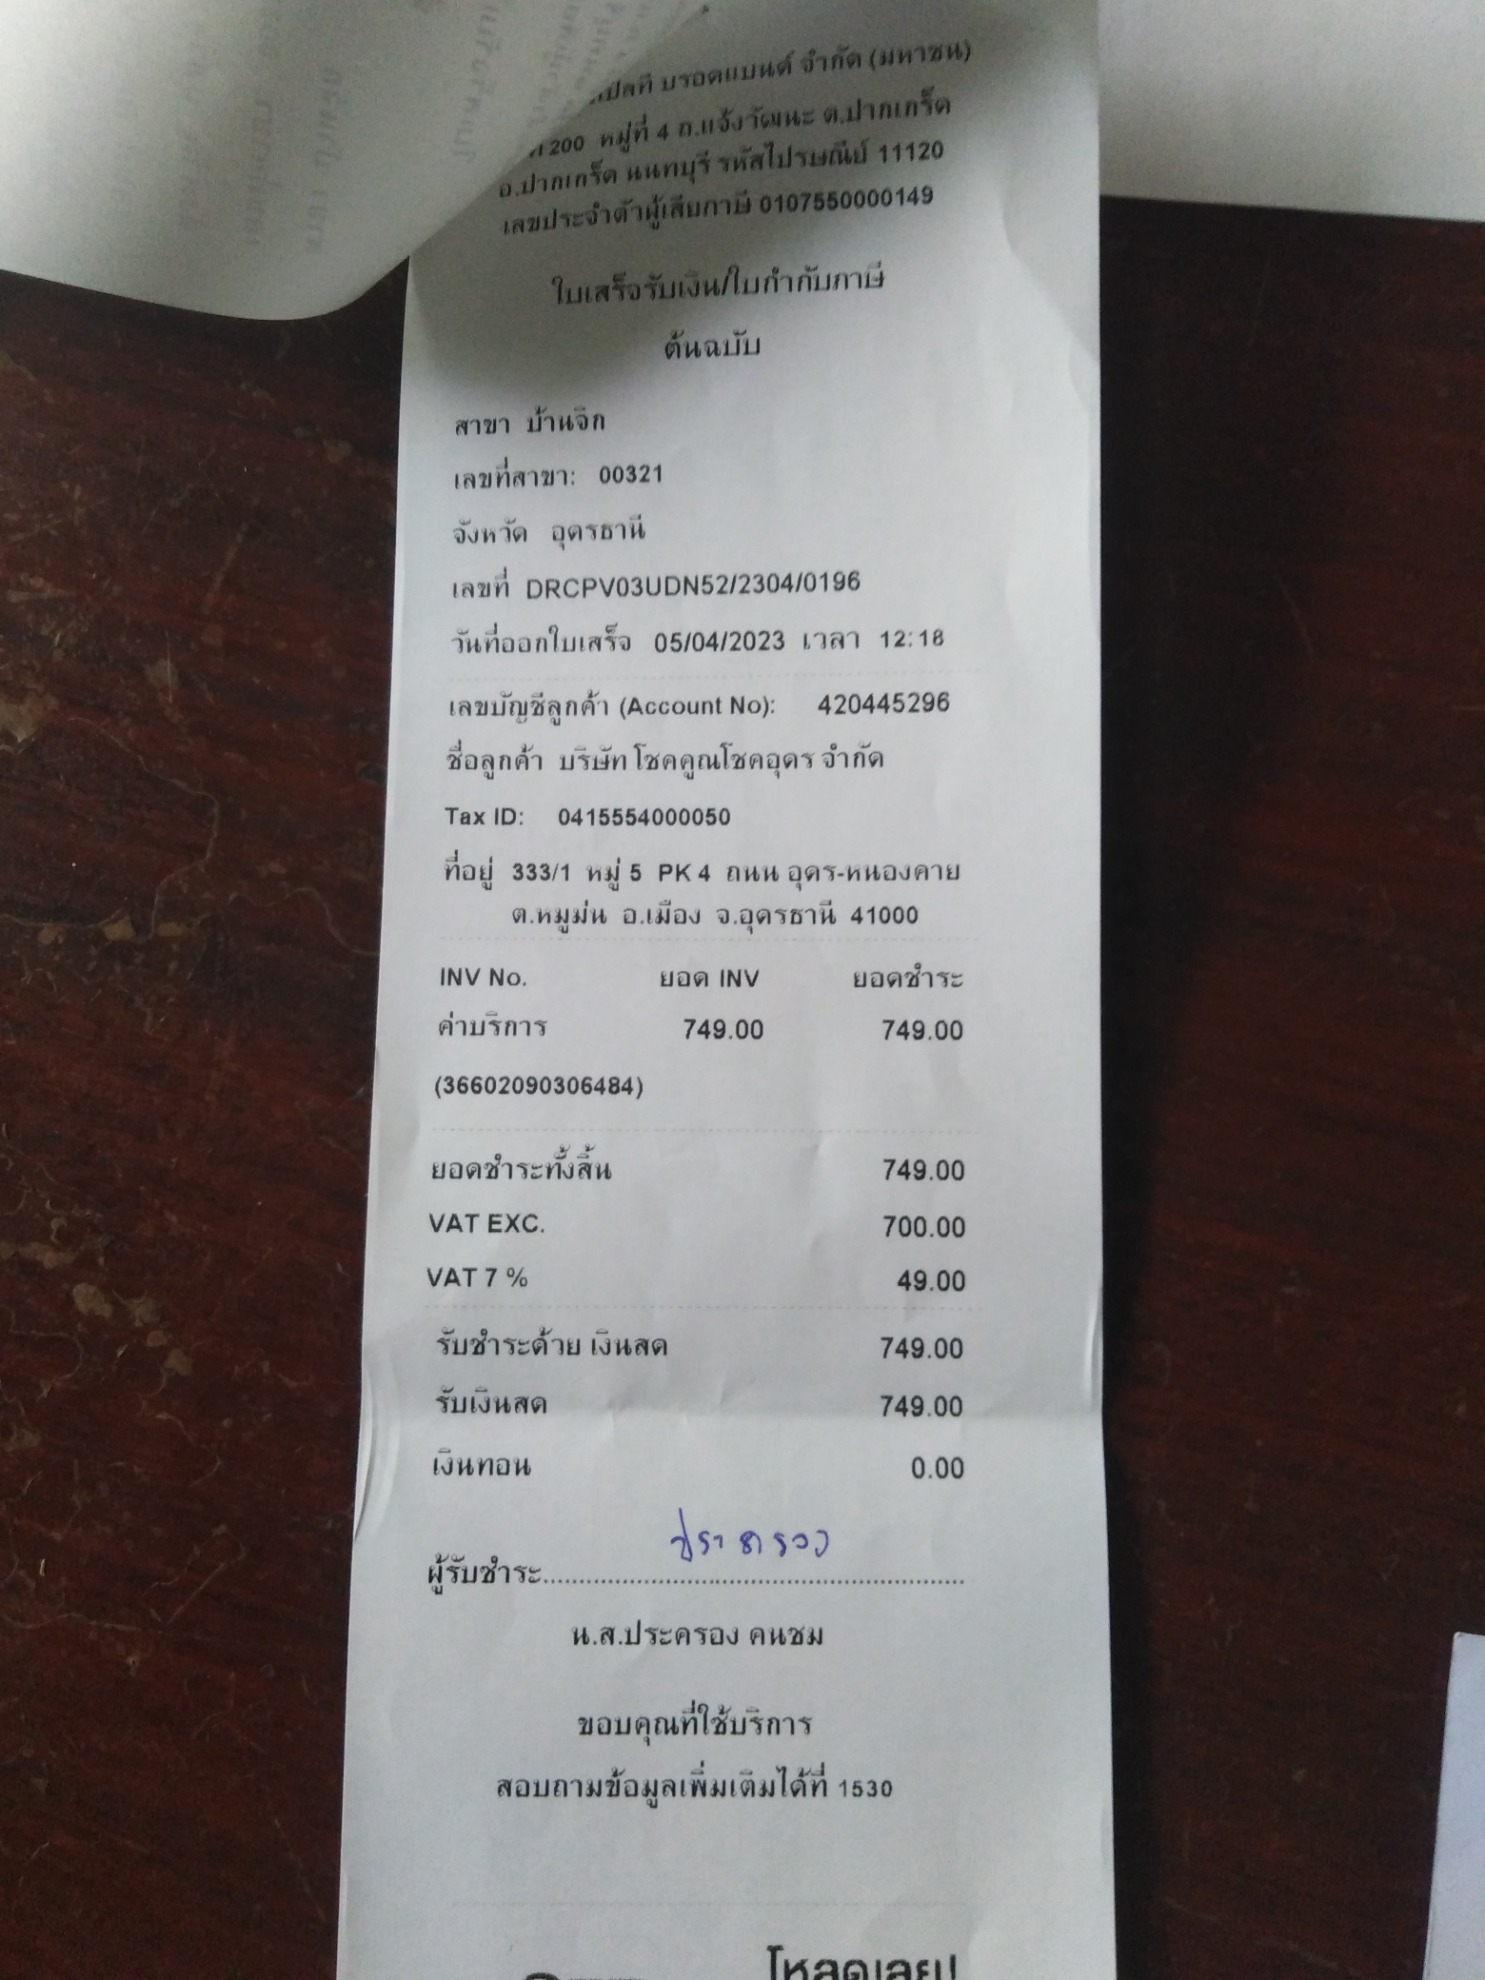 บรอดแบนด์ จำกัด (มหาชน)
200 หมู่ที่ 4 ถ.แจ้งวัฒนะ ต.ปากเกร็ด
อ.ปากเกร็ด นนทบุรี รหัสไปรษณีย์ 11120
เลขประจำตัวผู้เสียภาษี 0107550000149
ใบเสร็จรับเงิน/ใบกำกับภาษี
ต้นฉบับ
สาขา บ้านจิก
เลขที่สาขา: 00321
จังหวัด อุดรธานี
เลขที่ DRCPV03UDN52/2304/0196
วันที่ออกใบเสร็จ 05/04/2023 เวลา 12:18
เลขบัญชีลูกค้า (Account No): 420445296
ชื่อลูกค้า บริษัท โชคคูณโชคอุดร จำกัด
Tax ID: 0415554000050
ที่อยู่ 333/1 หมู่ 5 PK 4 ถนน อุดร-หนองคาย
ต.หมูม่น อ.เมือง จ.อุดรธานี 41000
INV No. ยอด INV ยอดชำระ
ค่าบริการ 749.00 749.00
(36602090306484)
ยอดชำระทั้งสิ้น 749.00
VAT EXC. 700.00
VAT 7 % 49.00
รับชำระด้วย เงินสด 749.00
รับเงินสด 749.00
เงินทอน 0.00
ประครอง
ผู้รับชำระ............................................................
น.ส.ประครอง คนชม
ขอบคุณที่ใช้บริการ
สอบถามข้อมูลเพิ่มเติมได้ที่ 1530
โหลดเลย!